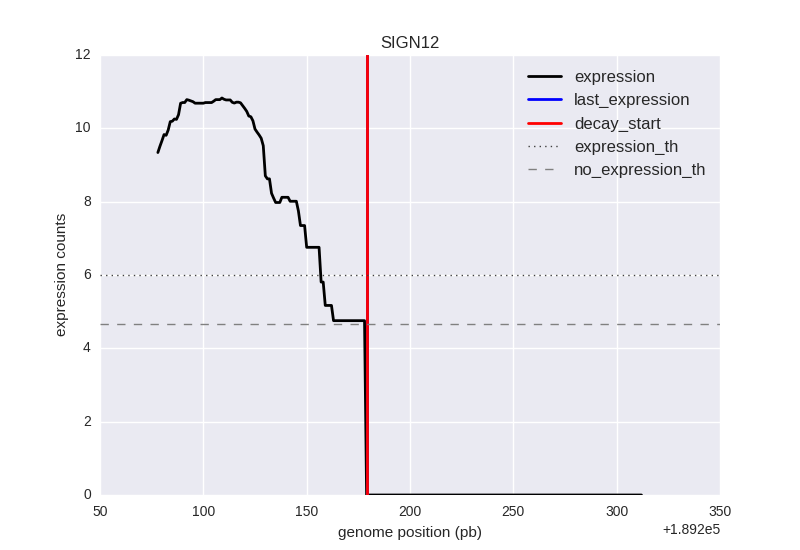 SIGN12
12
10
8
6
4
2
0
expression counts
expression
last_expression
decay_start
expression_th
no_expression_th
50
100
150
200
250
300
350
genome position (pb)
+1.892e5